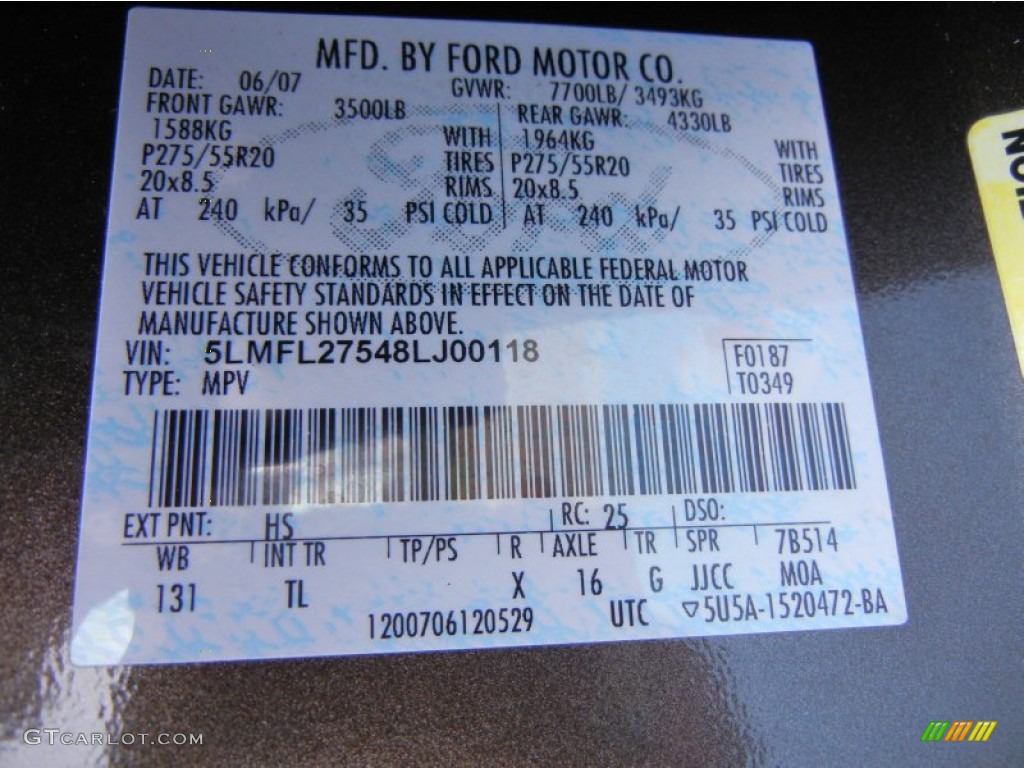 MFD. BY FORD MOTOR CO.
DATE: 06/07 GVWR: 7700LB/ 3493KG
FRONT GAWR: 3500LB REAR GAWR: 4330LB
1588KG WITH 1964KG WITH
P275/55R20 TIRES P275/55R20 TIRES
20x8.5 RIMS 20x8.5 RIMS
AT 240 kPa/ 35 PSI COLD AT 240 kPa/ 35 PSI COLD
THIS VEHICLE CONFORMS TO ALL APPLICABLE FEDERAL MOTOR
VEHICLE SAFETY STANDARDS IN EFFECT ON THE DATE OF
MANUFACTURE SHOWN ABOVE.
VIN: 5LMFL27548LJ00118 F0187
TYPE: MPV T0349
EXT PNT: HS RC: 25 DSO:
WB INT TR TP/PS R AXLE TR SPR 7B514
131 TL X 16 G JJCC MOA
1200706120529 UTC ▽5U5A-1520472-BA
GTCARLOT.COM